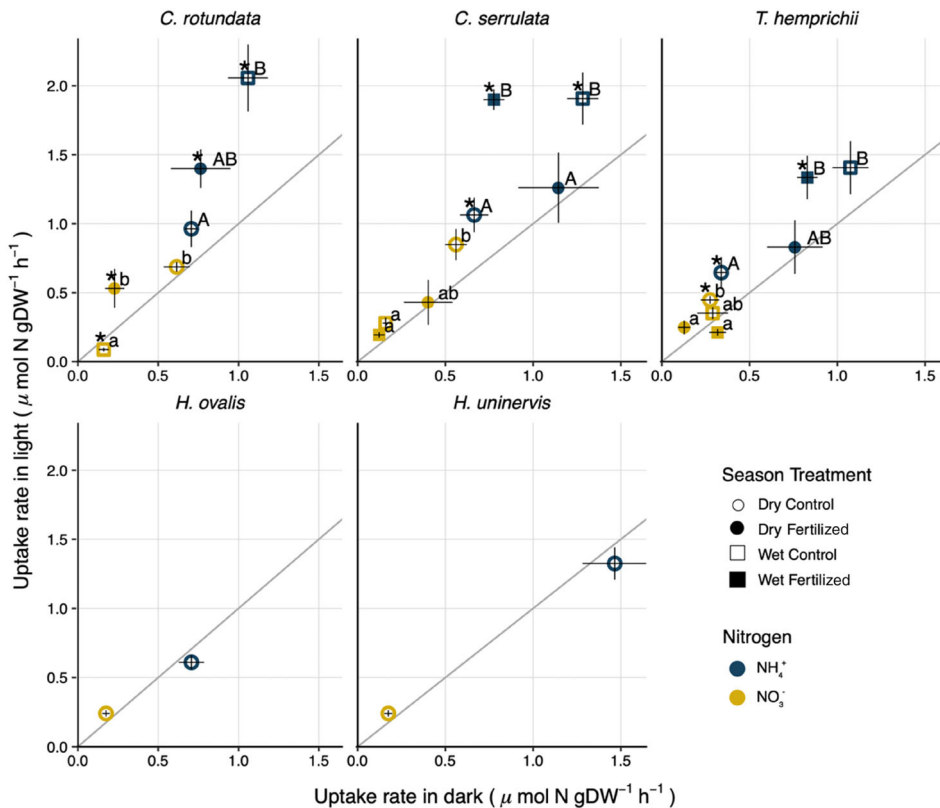 C. rotundata
C. serrulata
T. hemprichii
2.0
1.5
1.0
0.5
0.0
* B
* AB
A
b
* b
* a
* B
* B
A
* A
b
ab
a
a
* B
B
AB
* A
* b
ab
a
a
0.0 0.5 1.0 1.5
0.0 0.5 1.0 1.5
0.0 0.5 1.0 1.5
H. ovalis
H. uninervis
2.0
1.5
1.0
0.5
0.0
0.0 0.5 1.0 1.5
0.0 0.5 1.0 1.5
Uptake rate in light ( μ mol N gDW⁻¹ h⁻¹ )
Uptake rate in dark ( μ mol N gDW⁻¹ h⁻¹ )
Season Treatment
Dry Control
Dry Fertilized
Wet Control
Wet Fertilized
Nitrogen
NH₄⁺
NO₃⁻